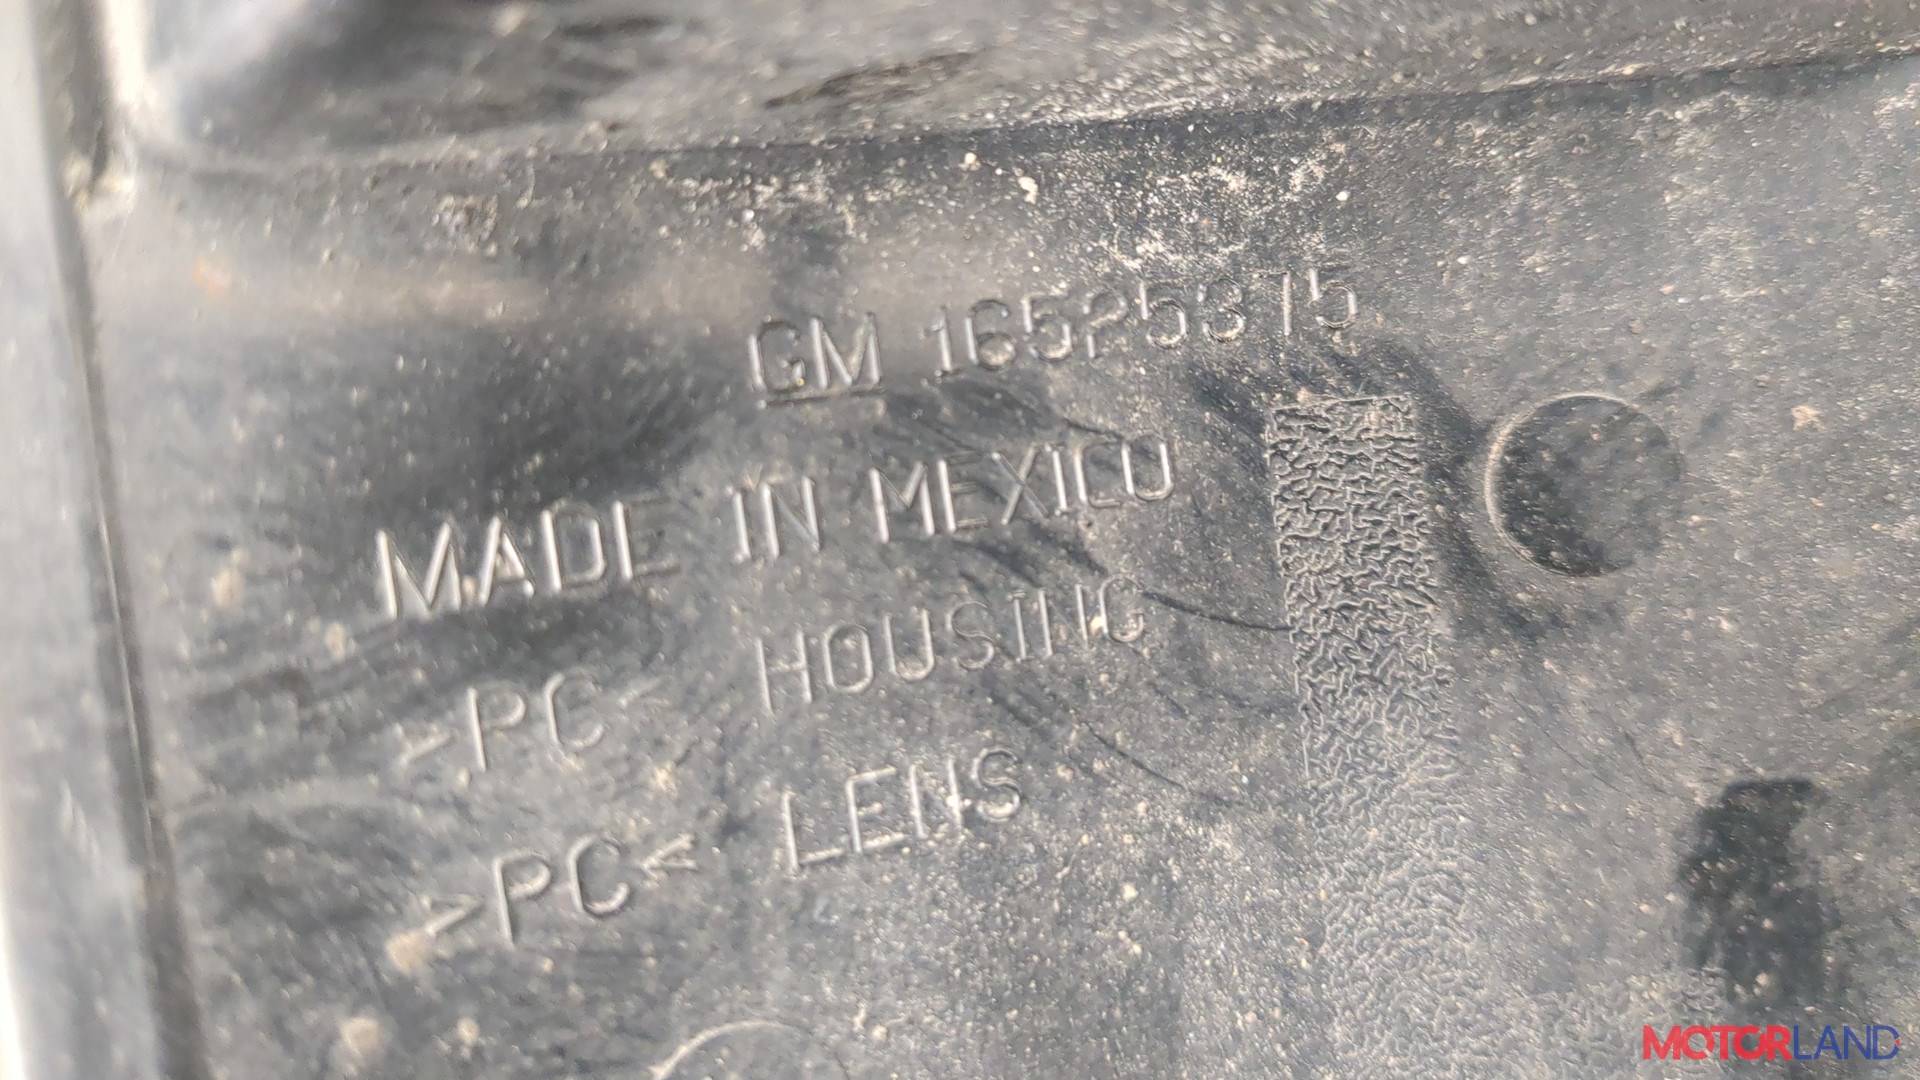 GM 16525375
MADE IN MEXICO
>PC< HOUSING
>PC< LENS
MOTORLAND